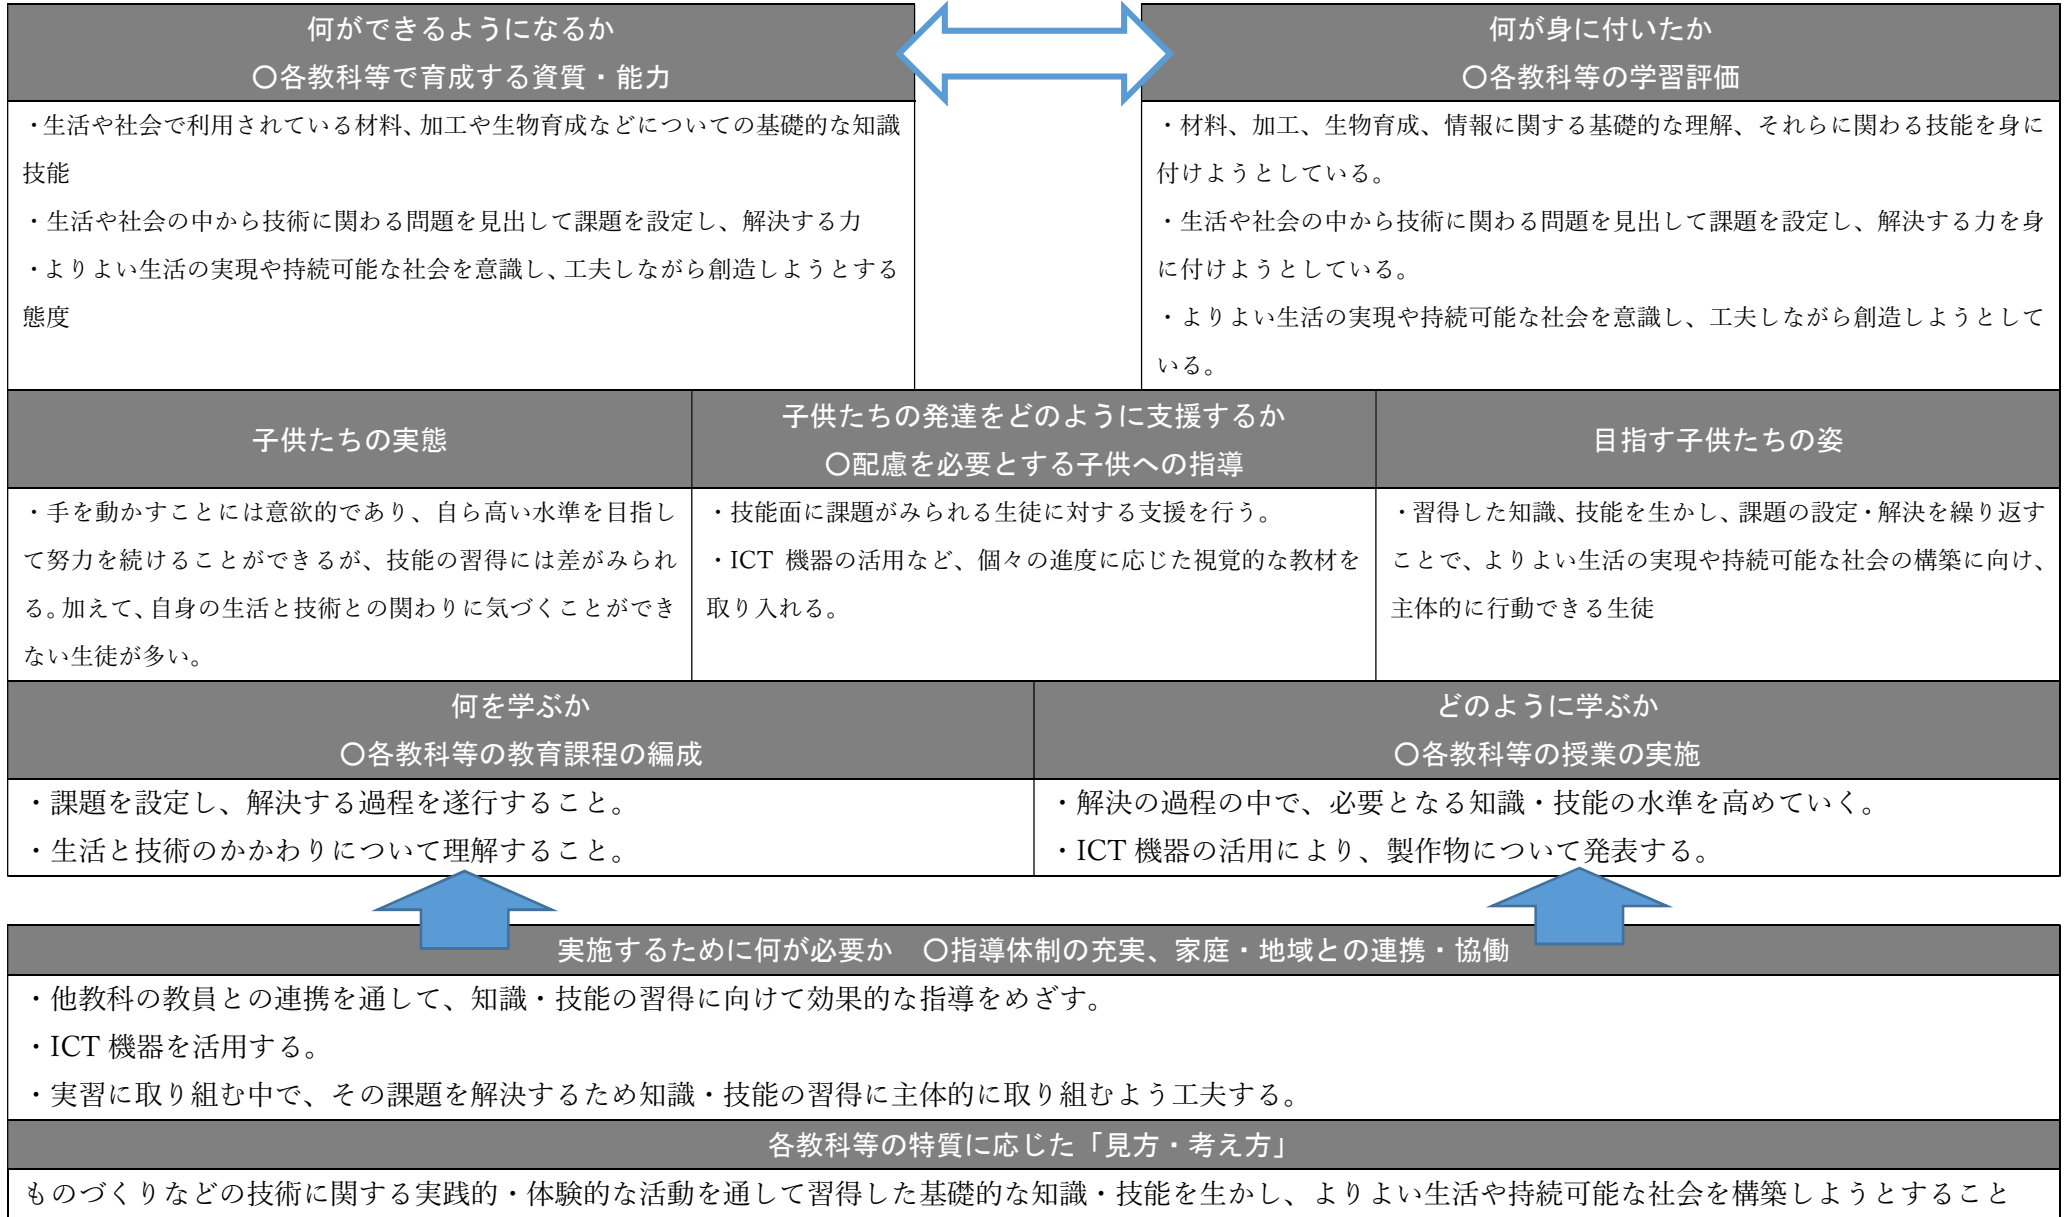 何ができるようになるか
〇各教科等で育成する資質・能力
・生活や社会で利用されている材料、加工や生物育成などについての基礎的な知識
技能
・生活や社会の中から技術に関わる問題を見出して課題を設定し、解決する力
・よりよい生活の実現や持続可能な社会を意識し、工夫しながら創造しようとする
態度
何が身に付いたか
〇各教科等の学習評価
・材料、加工、生物育成、情報に関する基礎的な理解、それらに関わる技能を身に
付けようとしている。
・生活や社会の中から技術に関わる問題を見出して課題を設定し、解決する力を身
に付けようとしている。
・よりよい生活の実現や持続可能な社会を意識し、工夫しながら創造しようとして
いる。
子供たちの実態
・手を動かすことには意欲的であり、自ら高い水準を目指し
て努力を続けることができるが、技能の習得には差がみられ
る。加えて、自身の生活と技術との関わりに気づくことができ
ない生徒が多い。
子供たちの発達をどのように支援するか
〇配慮を必要とする子供への指導
・技能面に課題がみられる生徒に対する支援を行う。
・ICT 機器の活用など、個々の進度に応じた視覚的な教材を
取り入れる。
目指す子供たちの姿
・習得した知識、技能を生かし、課題の設定・解決を繰り返す
ことで、よりよい生活の実現や持続可能な社会の構築に向け、
主体的に行動できる生徒
何を学ぶか
〇各教科等の教育課程の編成
・課題を設定し、解決する過程を遂行すること。
・生活と技術のかかわりについて理解すること。
どのように学ぶか
〇各教科等の授業の実施
・解決の過程の中で、必要となる知識・技能の水準を高めていく。
・ICT 機器の活用により、製作物について発表する。
実施するために何が必要か　〇指導体制の充実、家庭・地域との連携・協働
・他教科の教員との連携を通して、知識・技能の習得に向けて効果的な指導をめざす。
・ICT 機器を活用する。
・実習に取り組む中で、その課題を解決するため知識・技能の習得に主体的に取り組むよう工夫する。
各教科等の特質に応じた「見方・考え方」
ものづくりなどの技術に関する実践的・体験的な活動を通して習得した基礎的な知識・技能を生かし、よりよい生活や持続可能な社会を構築しようとすること